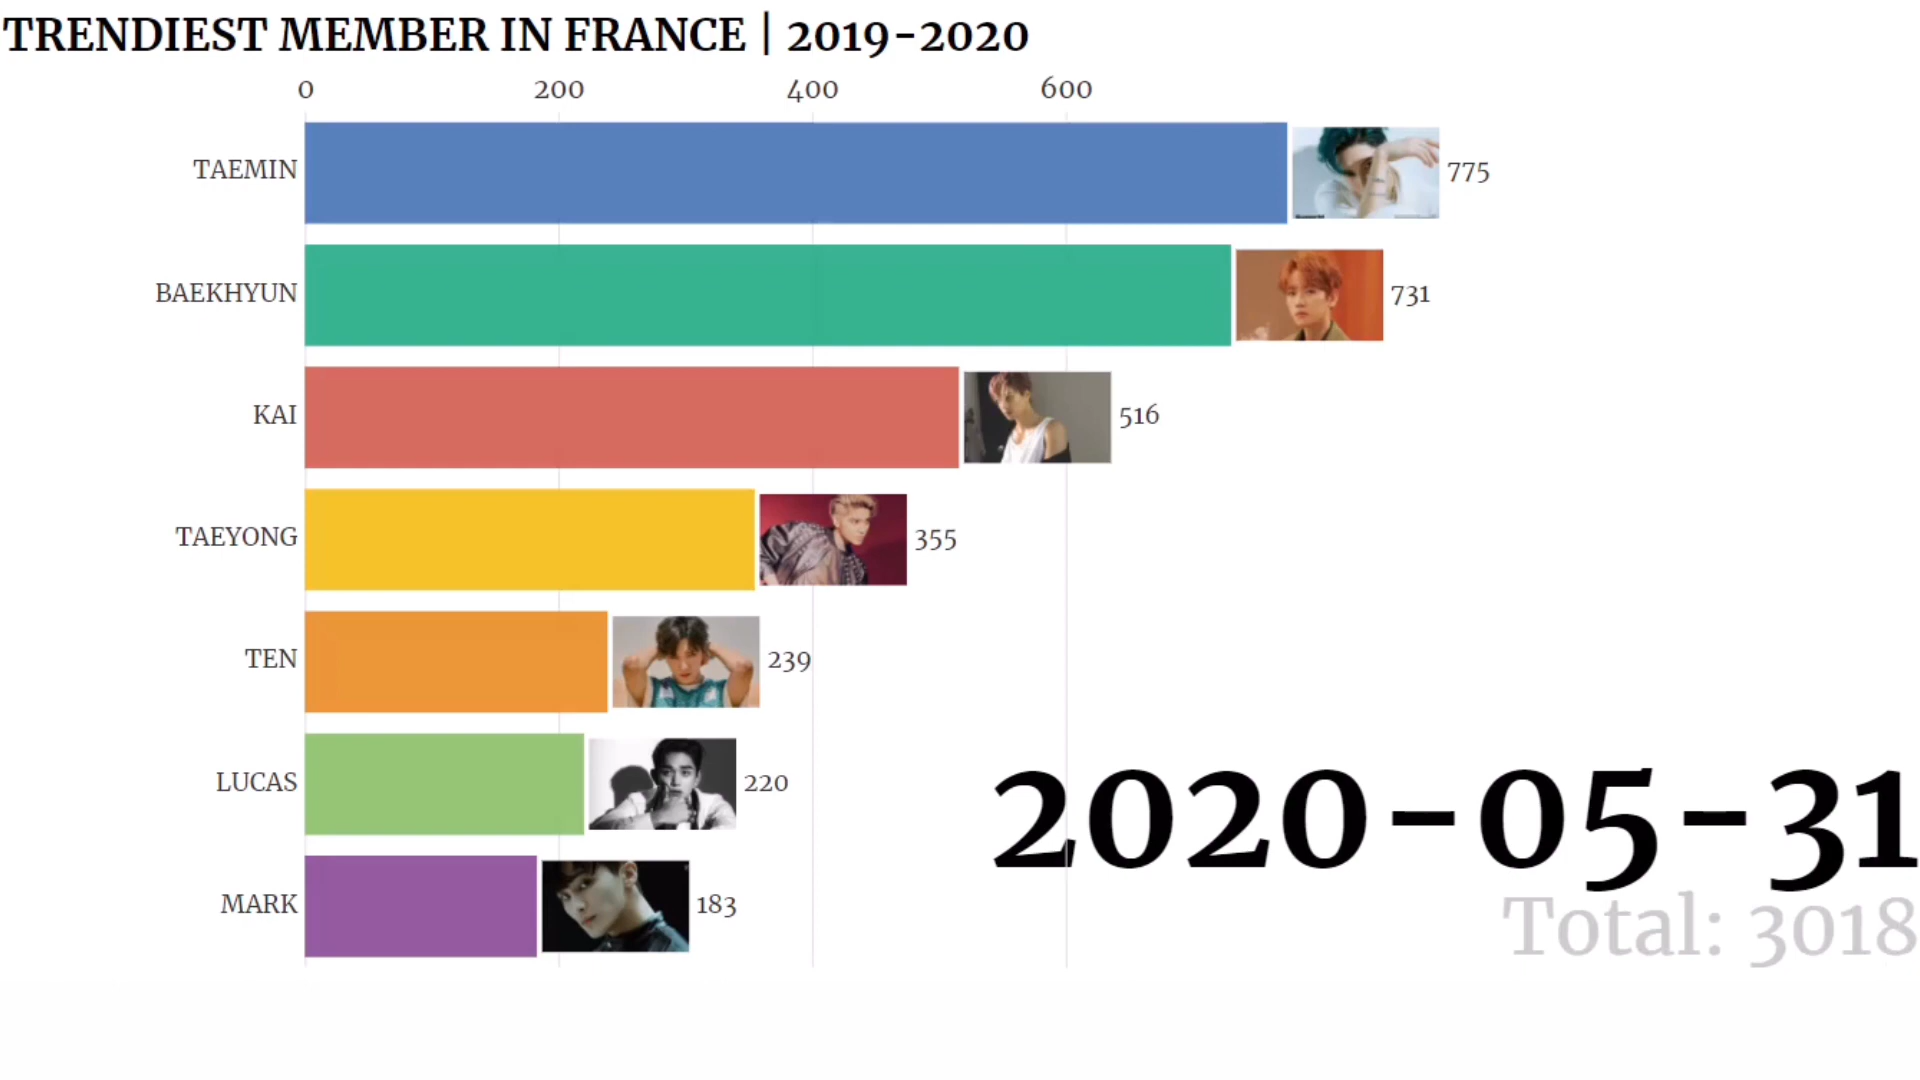 TRENDIEST MEMBER IN FRANCE | 2019-2020
0 200 400 600
TAEMIN 775
BAEKHYUN 731
KAI 516
TAEYONG 355
TEN 239
LUCAS 220
MARK 183
2020-05-31
Total: 3018